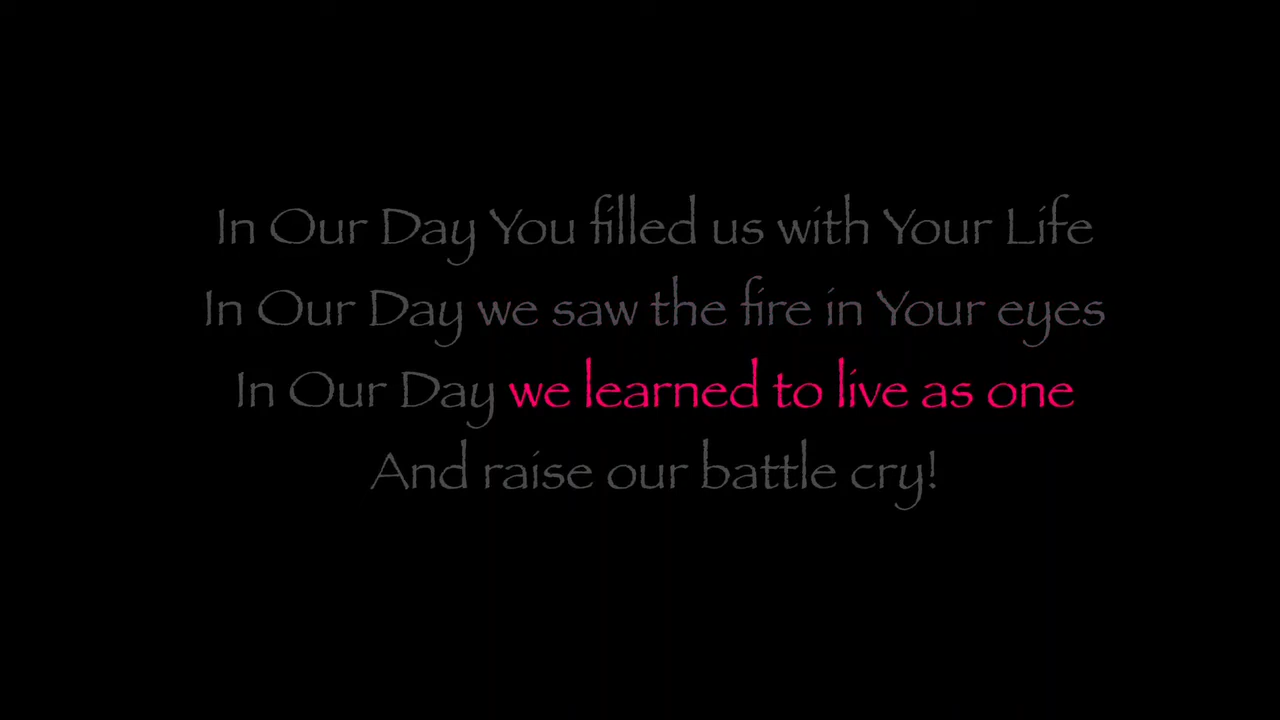 In Our Day You filled us with Your Life
In Our Day we saw the fire in Your eyes
In Our Day we learned to live as one
And raise our battle cry!